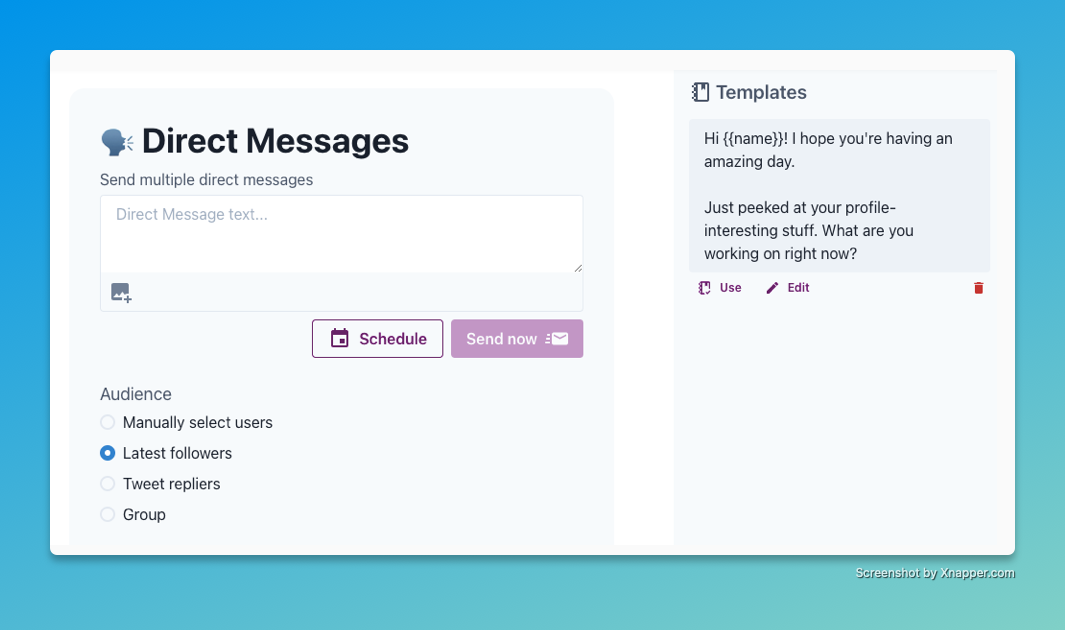 Direct Messages
Send multiple direct messages
Direct Message text...
Schedule
Send now
Audience
Manually select users
Latest followers
Tweet repliers
Group
Templates
Hi {{name}}! I hope you're having an
amazing day.
Just peeked at your profile-
interesting stuff. What are you
working on right now?
Use
Edit
Screenshot by Xnapper.com